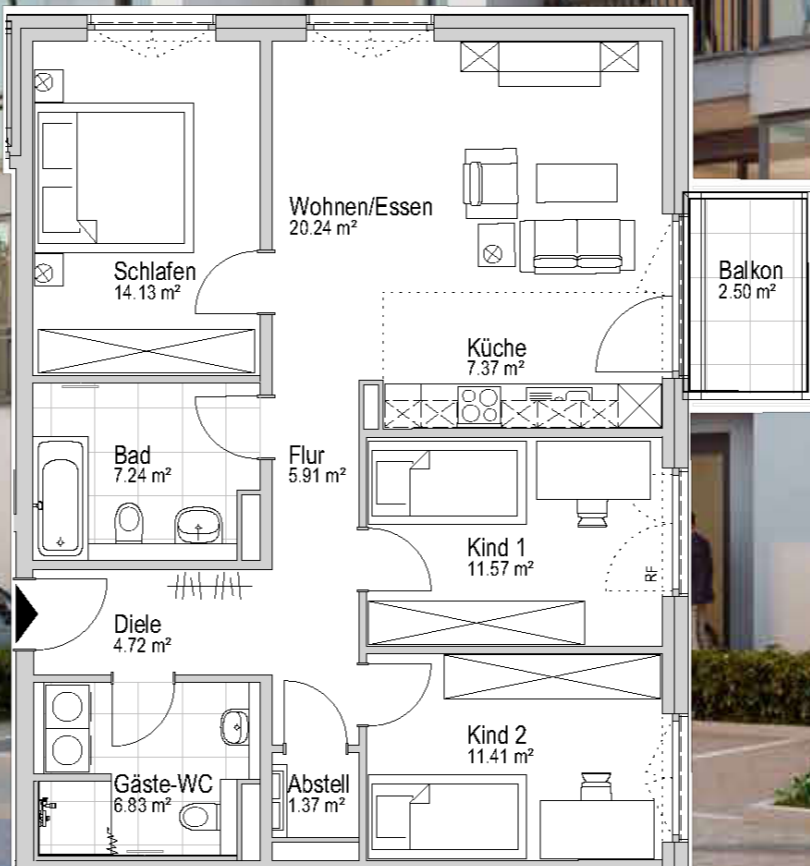 Wohnen/Essen
20.24 m²
Schlafen
14.13 m²
Balkon
2.50 m²
Küche
7.37 m²
Bad
7.24 m²
Flur
5.91 m²
Kind 1
11.57 m²
RF
Diele
4.72 m²
Kind 2
11.41 m²
Gäste-WC
6.83 m²
Abstell
1.37 m²